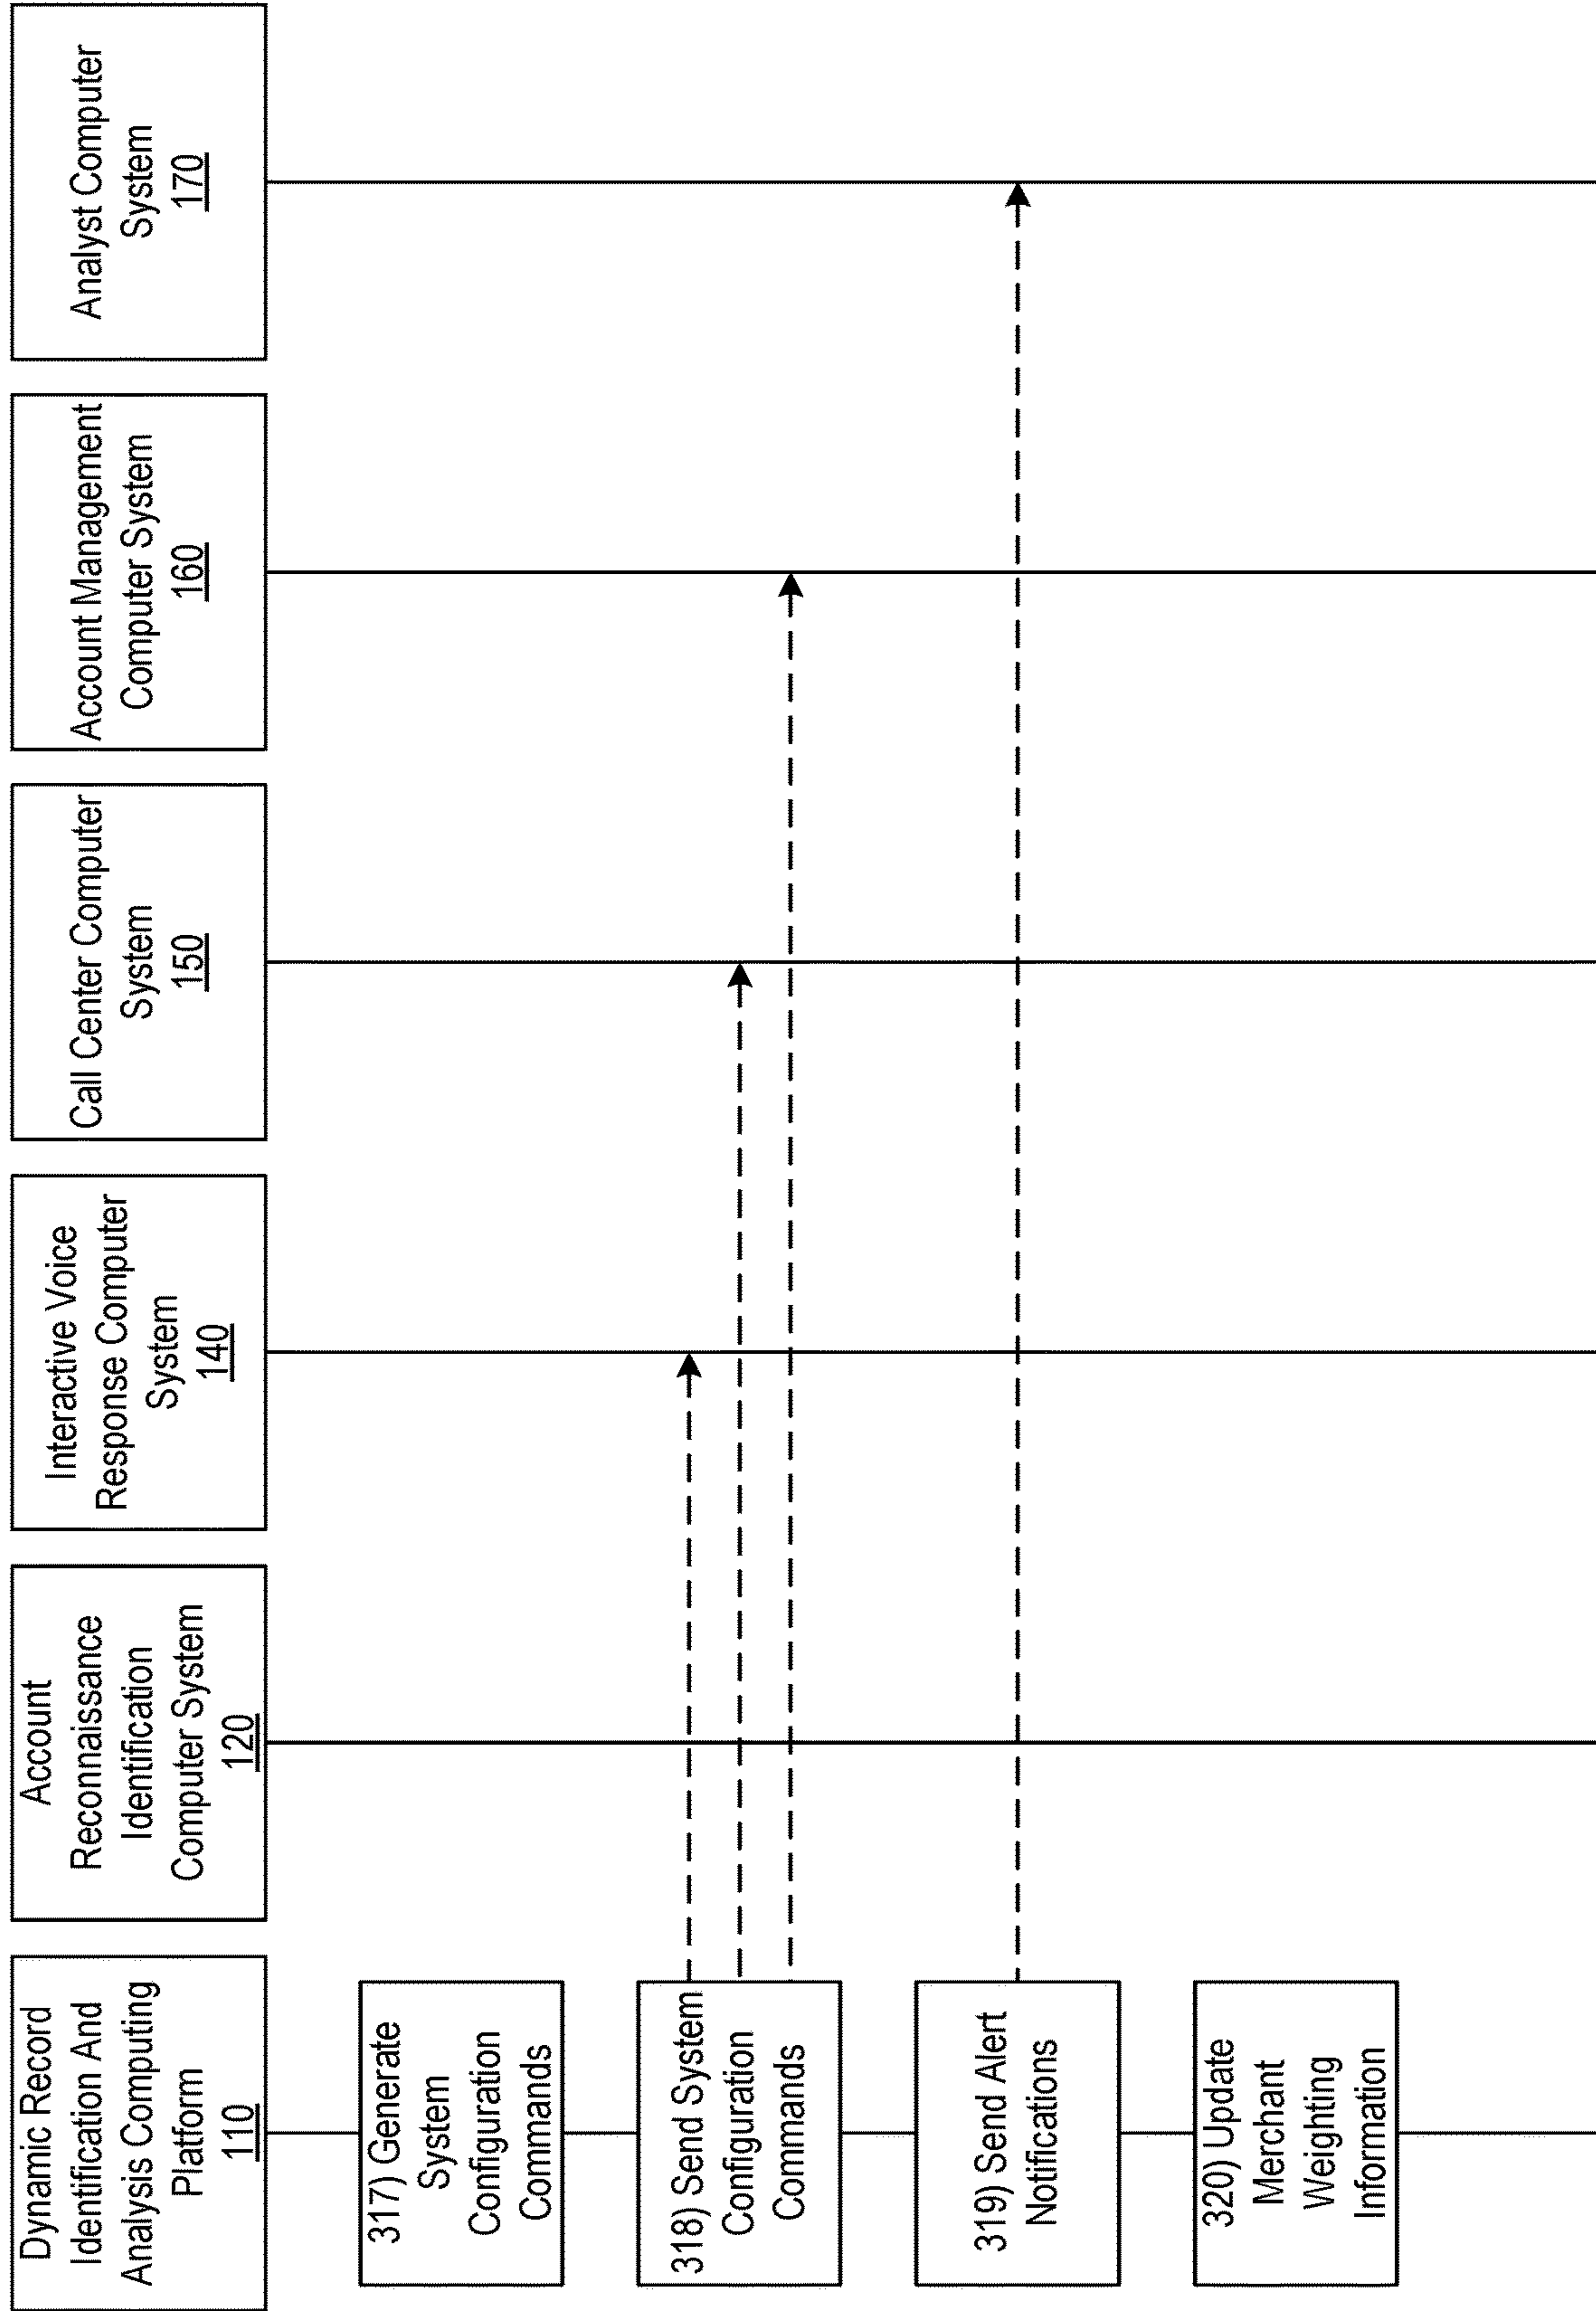 Dynamic Record
Identification And
Analysis Computing
Platform
110
Account
Reconnaissance
Identification
Computer System
120
Interactive Voice
Response Computer
System
140
Call Center Computer
System
150
Account Management
Computer System
160
Analyst Computer
System
170
317) Generate
System
Configuration
Commands
318) Send System
Configuration
Commands
319) Send Alert
Notifications
320) Update
Merchant
Weighting
Information